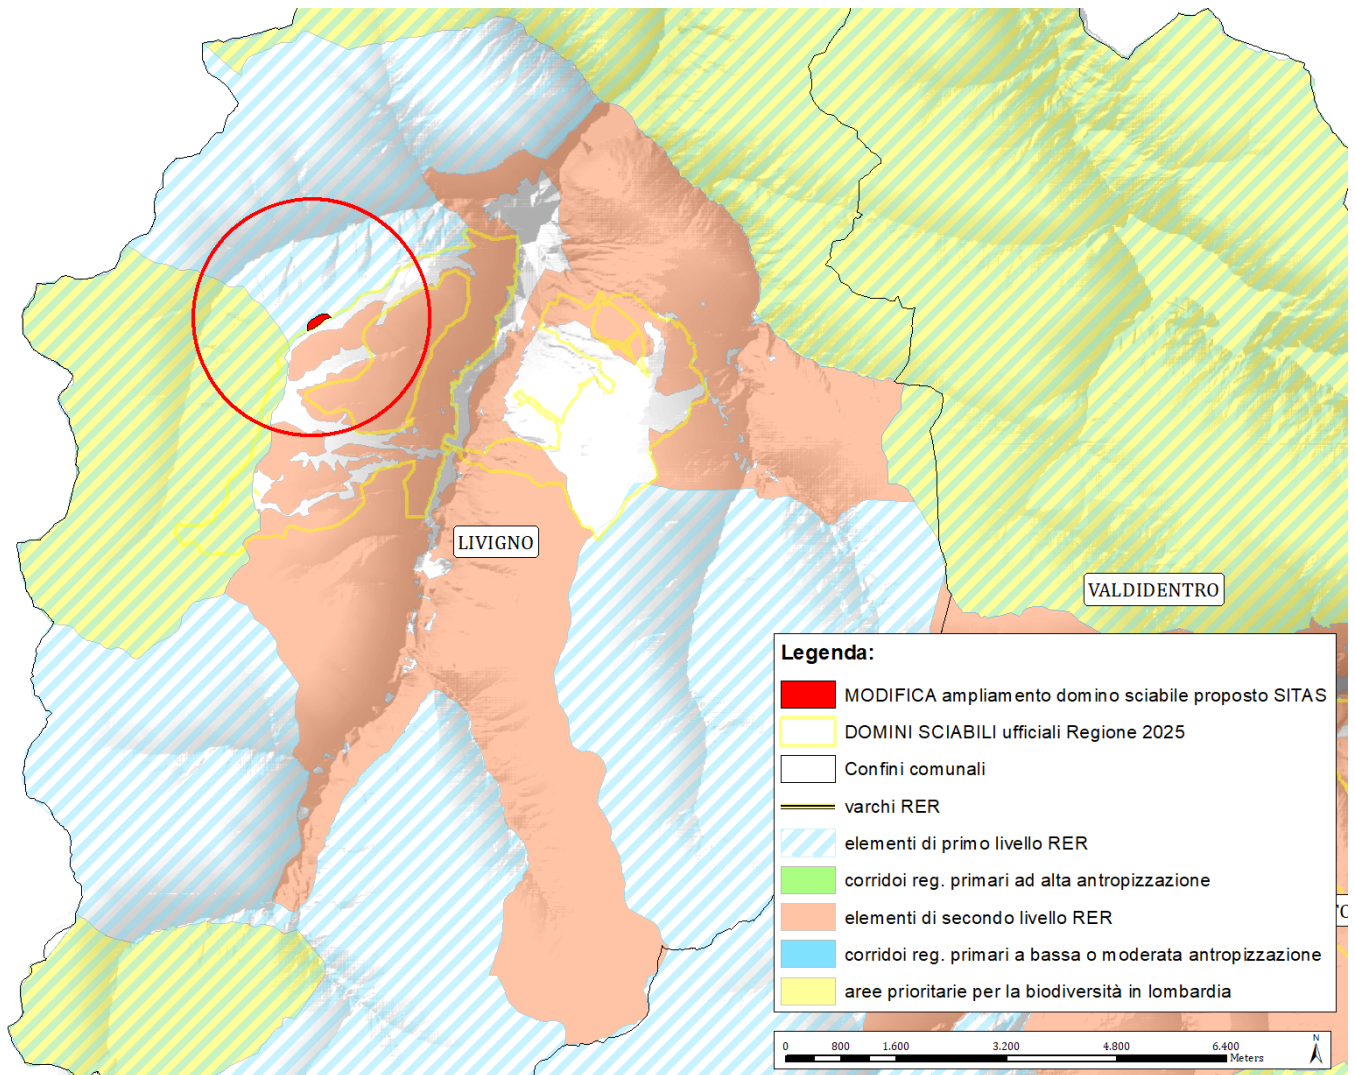 LIVIGNO
VALDIDENTRO
Legenda:
MODIFICA ampliamento domino sciabile proposto SITAS
DOMINI SCIABILI ufficiali Regione 2025
Confini comunali
varchi RER
elementi di primo livello RER
corridoi reg. primari ad alta antropizzazione
elementi di secondo livello RER
corridoi reg. primari a bassa o moderata antropizzazione
aree prioritarie per la biodiversità in lombardia
0 800 1.600 3.200 4.800 6.400
Meters
N